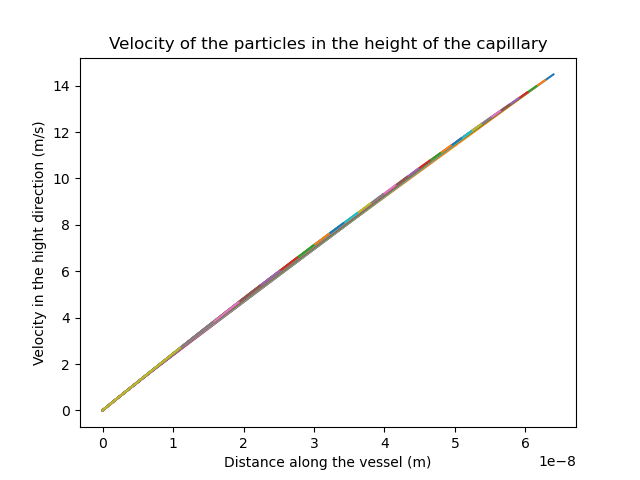 Velocity of the particles in the height of the capillary
Velocity in the hight direction (m/s)
14
12
10
8
6
4
2
0
0 1 2 3 4 5 6
1e−8
Distance along the vessel (m)